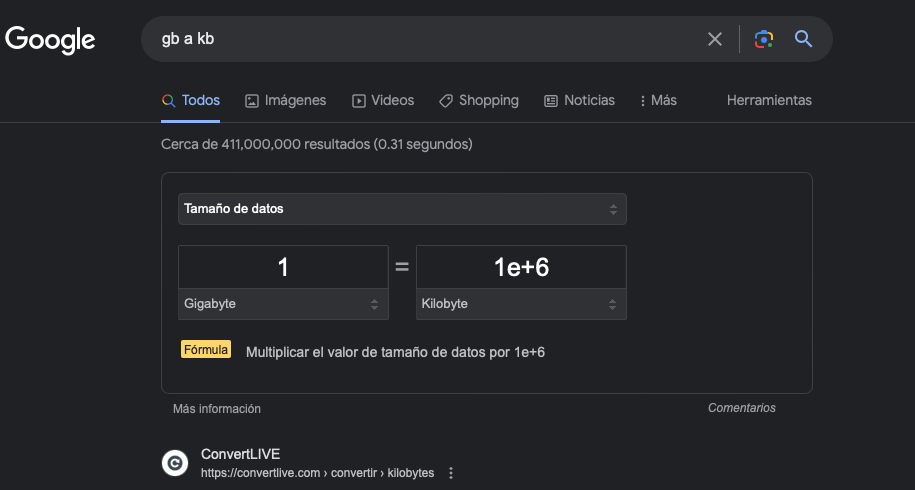 Google
gb a kb
Todos Imágenes Videos Shopping Noticias Más Herramientas
Cerca de 411,000,000 resultados (0.31 segundos)
Tamaño de datos
1 = 1e+6
Gigabyte Kilobyte
Fórmula Multiplicar el valor de tamaño de datos por 1e+6
Más información Comentarios
ConvertLIVE
https://convertlive.com › convertir › kilobytes